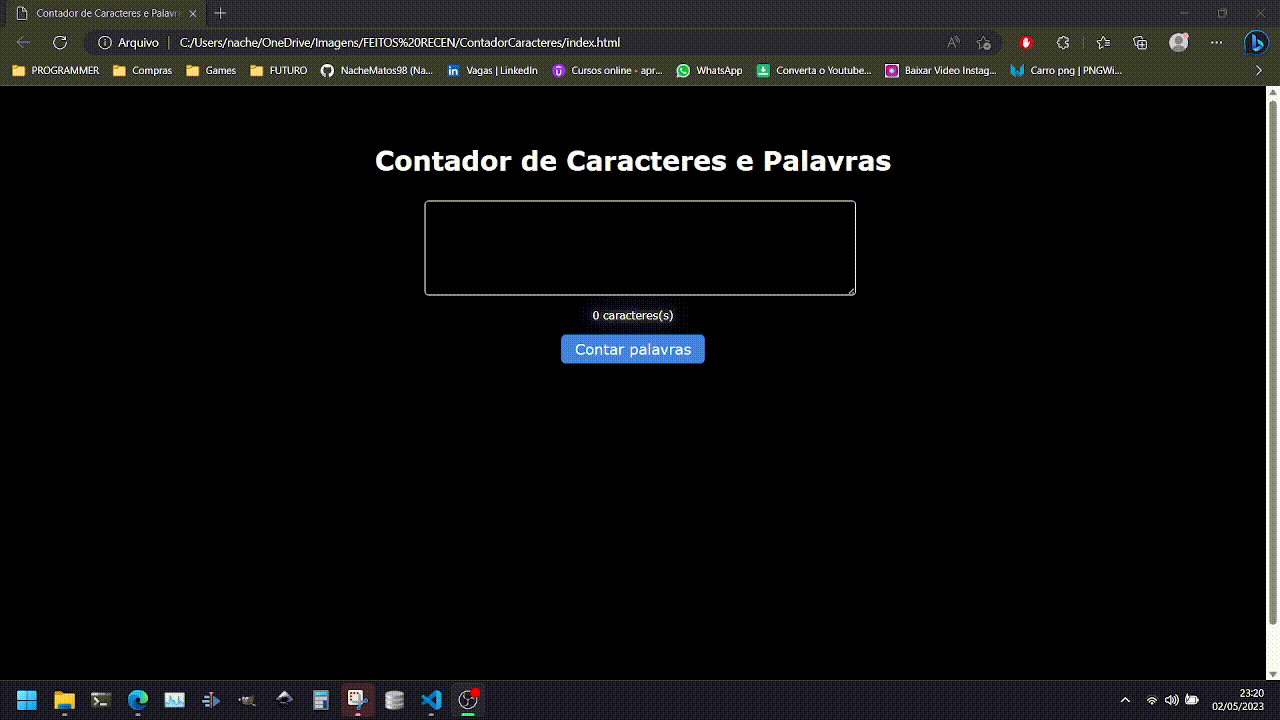 Contador de Caracteres e Palavra
Arquivo
C:/Users/nache/OneDrive/Imagens/FEITOS%20RECEN/ContadorCaracteres/index.html
PROGRAMMER Compras Games FUTURO NacheMatos98 (Na... Vagas | LinkedIn Cursos online - apr... WhatsApp Converta o Youtube... Baixar Video Instag... Carro png | PNGWi...
Contador de Caracteres e Palavras
0 caracteres(s)
Contar palavras
23:20
02/05/2023